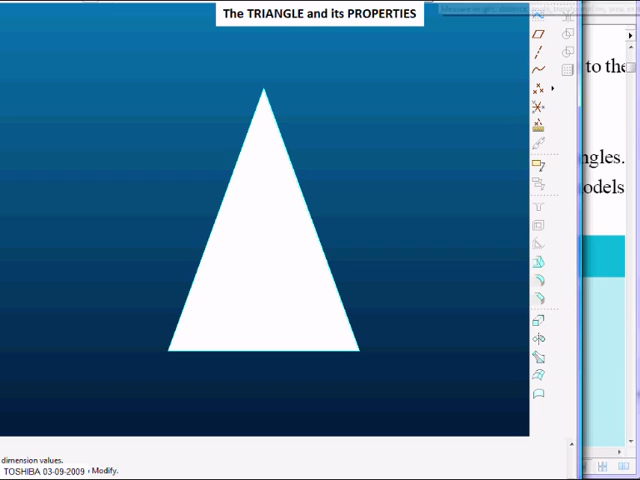 The TRIANGLE and its PROPERTIES
to the
ngles.
odels
dimension values.
TOSHIBA 03-09-2009
Modify.